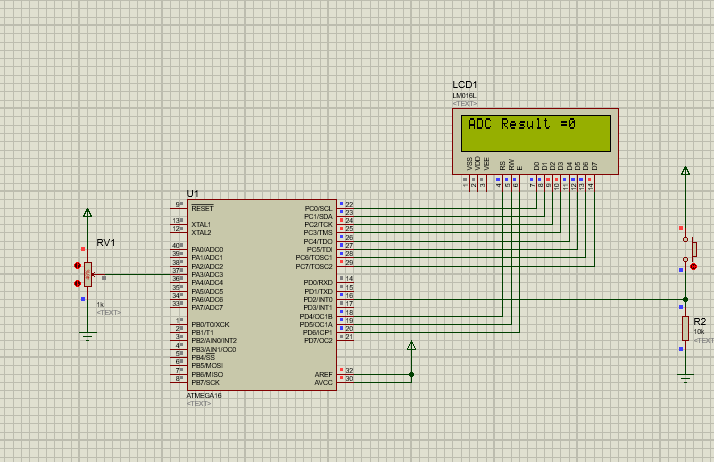 LCD1
LM016L
<TEXT>
ADC Result =0
VSS
VDD
VEE
RS
RW
E
D0
D1
D2
D3
D4
D5
D6
D7
1
2
3
4
5
6
7
8
9
10
11
12
13
14
U1
9 RESET PC0/SCL 22
PC1/SDA 23
13 XTAL1 PC2/TCK 24
12 XTAL2 PC3/TMS 25
PC4/TDO 26
40 PA0/ADC0 PC5/TDI 27
39 PA1/ADC1 PC6/TOSC1 28
38 PA2/ADC2 PC7/TOSC2 29
37 PA3/ADC3
36 PA4/ADC4 PD0/RXD 14
35 PA5/ADC5 PD1/TXD 15
34 PA6/ADC6 PD2/INT0 16
33 PA7/ADC7 PD3/INT1 17
PD4/OC1B 18
1 PB0/T0/XCK PD5/OC1A 19
2 PB1/T1 PD6/ICP1 20
3 PB2/AIN0/INT2 PD7/OC2 21
4 PB3/AIN1/OC0
5 PB4/SS
6 PB5/MOSI
7 PB6/MISO AREF 32
8 PB7/SCK AVCC 30
ATMEGA16
<TEXT>
RV1
1k
<TEXT>
R2
10k
<TEXT